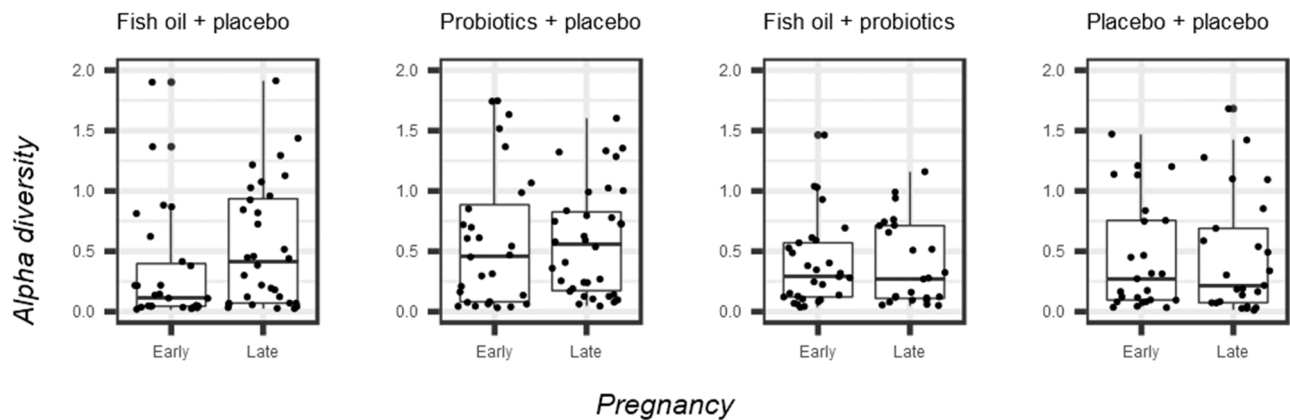 Fish oil + placebo
Probiotics + placebo
Fish oil + probiotics
Placebo + placebo
Alpha diversity
2.0
1.5
1.0
0.5
0.0
Early
Late
2.0
1.5
1.0
0.5
0.0
Early
Late
2.0
1.5
1.0
0.5
0.0
Early
Late
2.0
1.5
1.0
0.5
0.0
Early
Late
Pregnancy